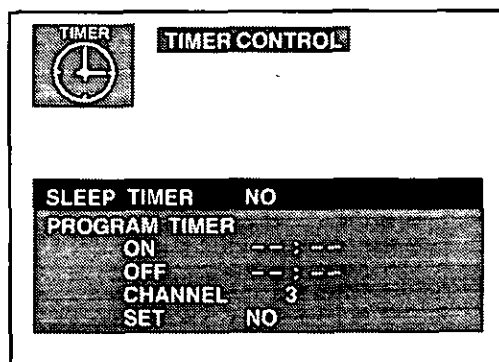 TIMER
TIMER CONTROL
SLEEP TIMER NO
PROGRAM TIMER
ON --:--
OFF --:--
CHANNEL 3
SET NO